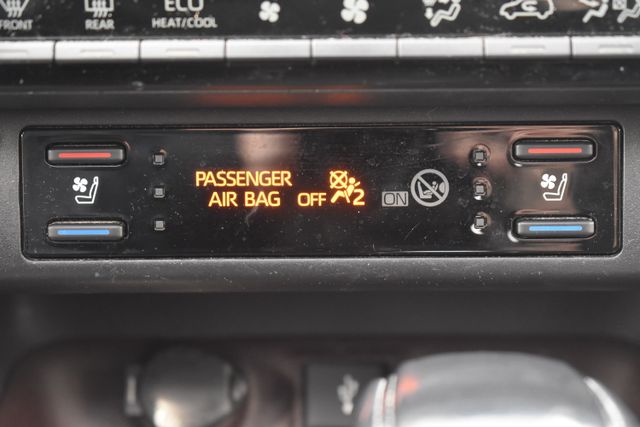 FRONT
REAR
ECO
HEAT/COOL
PASSENGER
AIR BAG OFF 2 ON